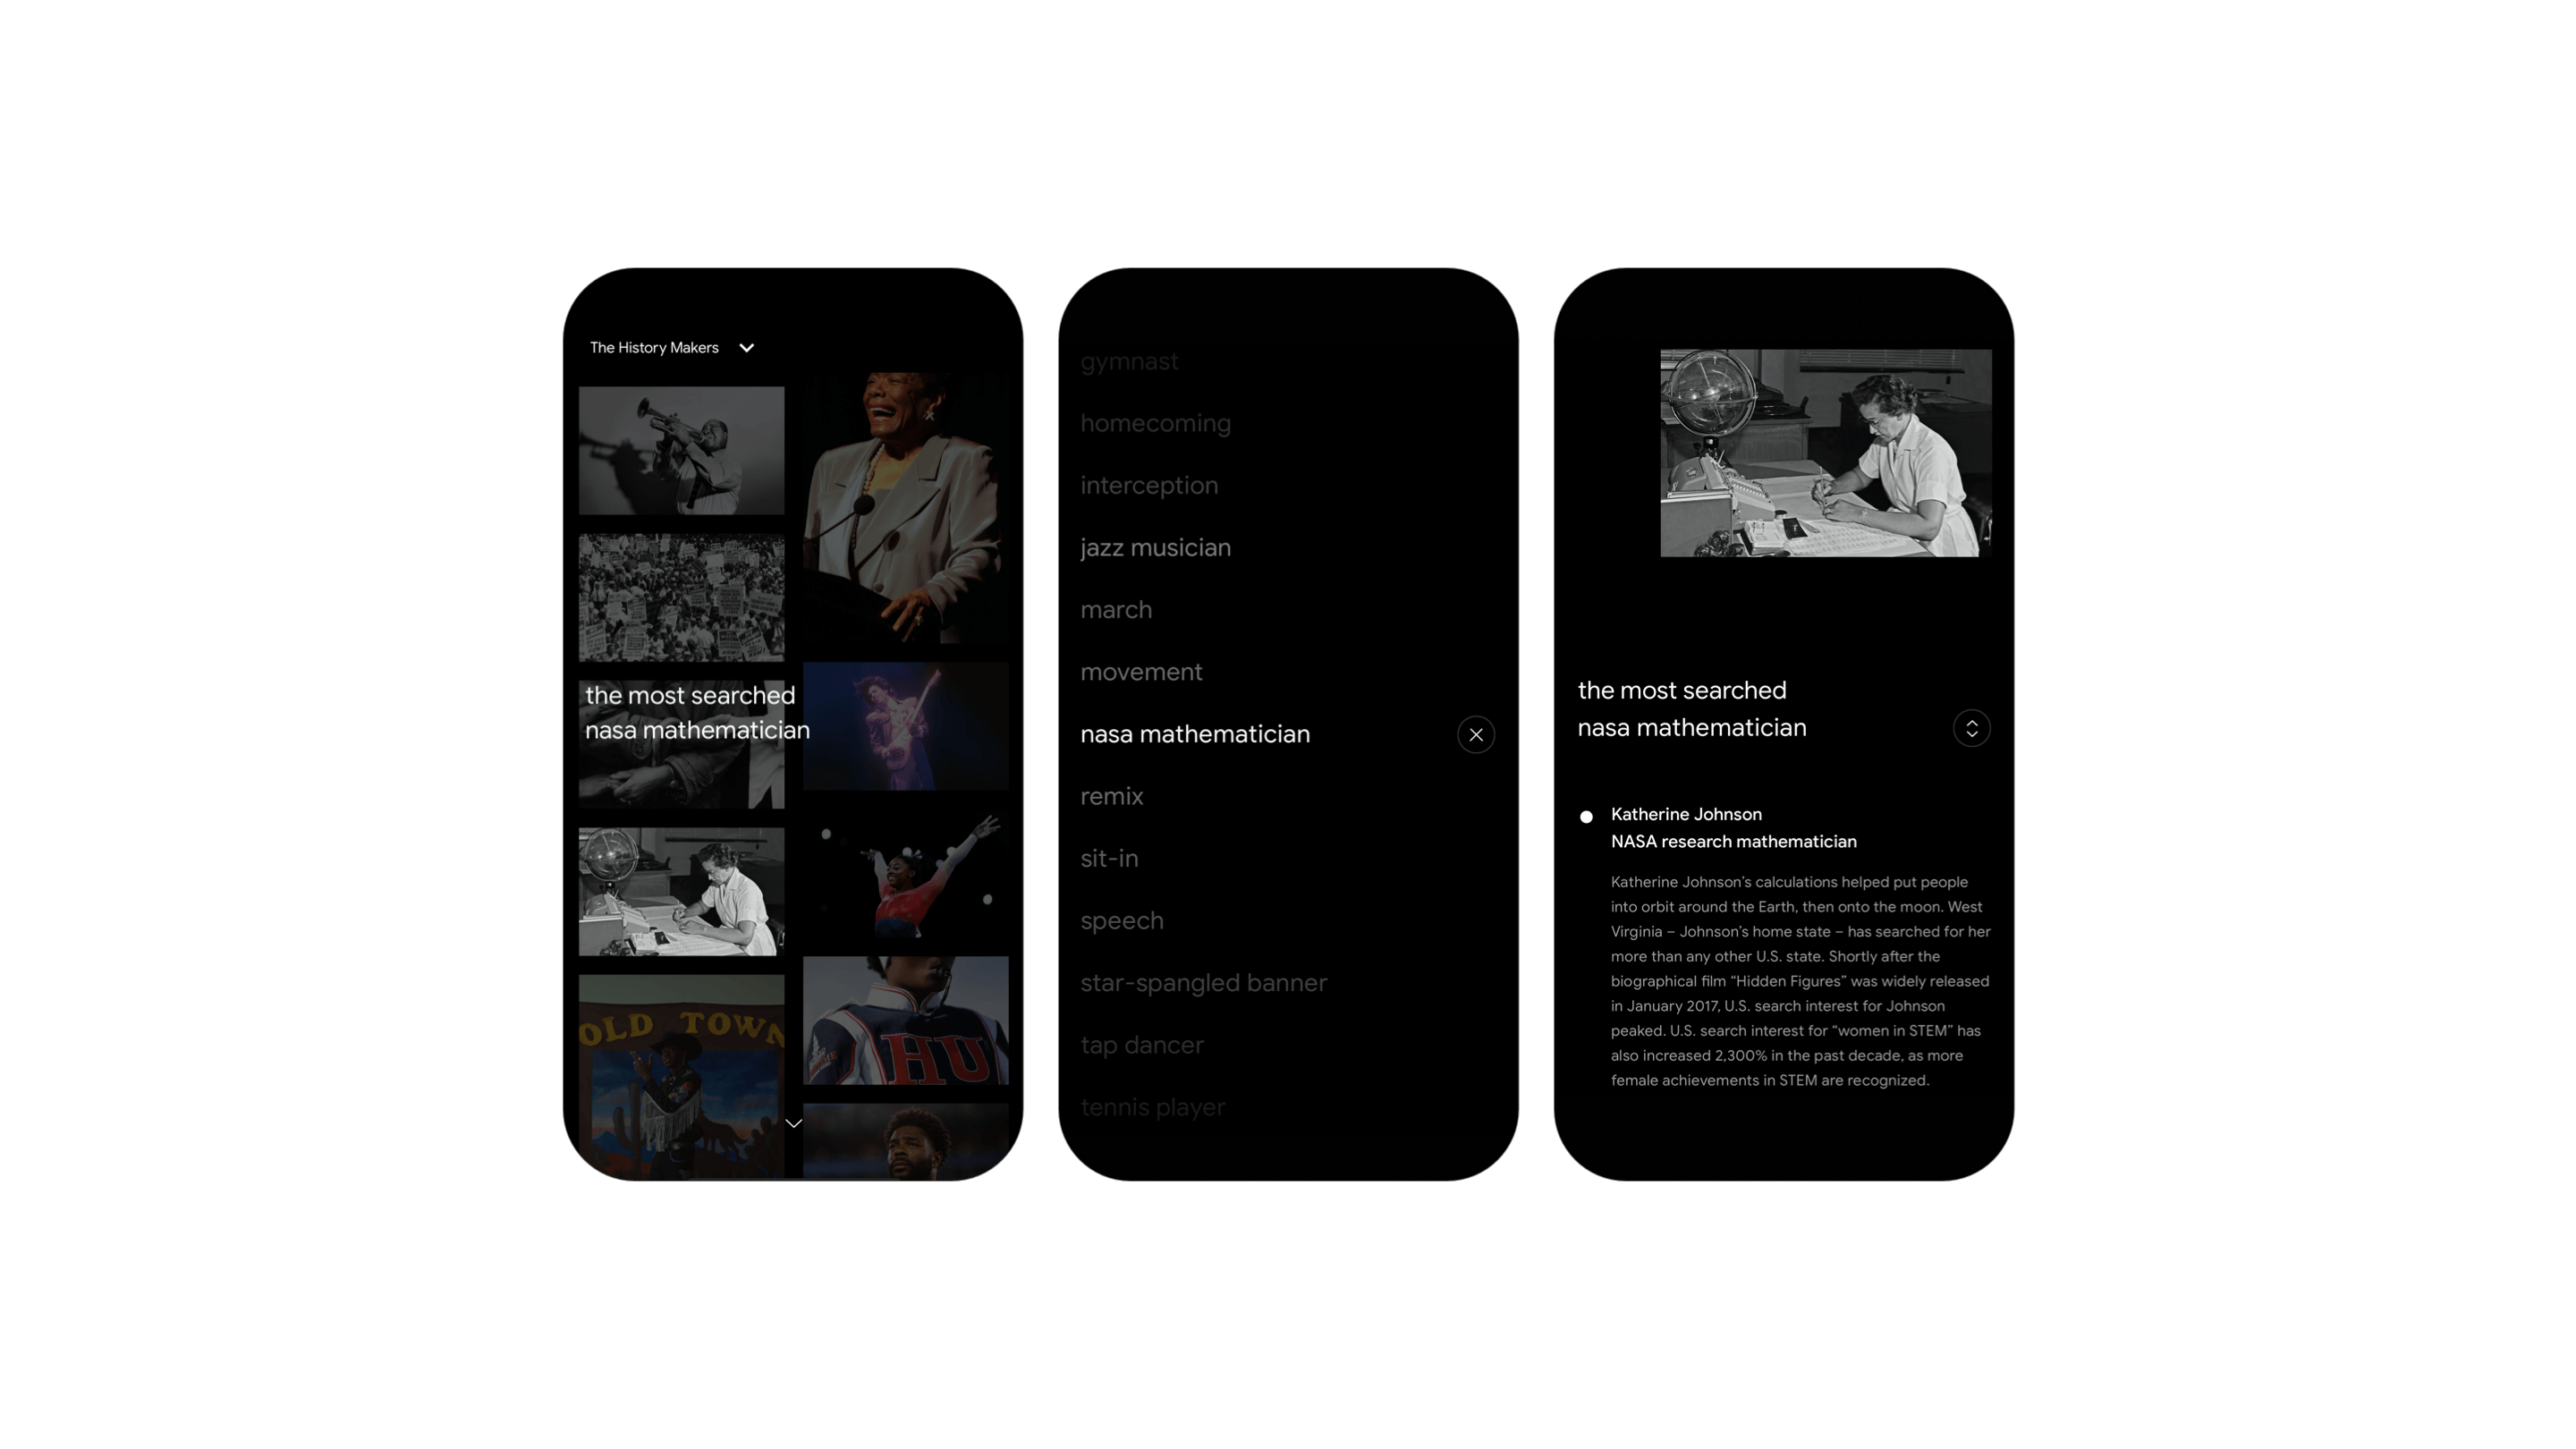 The History Makers
the most searched
nasa mathematician
OLD TOWN
HU
gymnast
homecoming
interception
jazz musician
march
movement
nasa mathematician
remix
sit-in
speech
star-spangled banner
tap dancer
tennis player
the most searched
nasa mathematician
Katherine Johnson
NASA research mathematician
Katherine Johnson’s calculations helped put people
into orbit around the Earth, then onto the moon. West
Virginia – Johnson’s home state – has searched for her
more than any other U.S. state. Shortly after the
biographical film “Hidden Figures” was widely released
in January 2017, U.S. search interest for Johnson
peaked. U.S. search interest for “women in STEM” has
also increased 2,300% in the past decade, as more
female achievements in STEM are recognized.